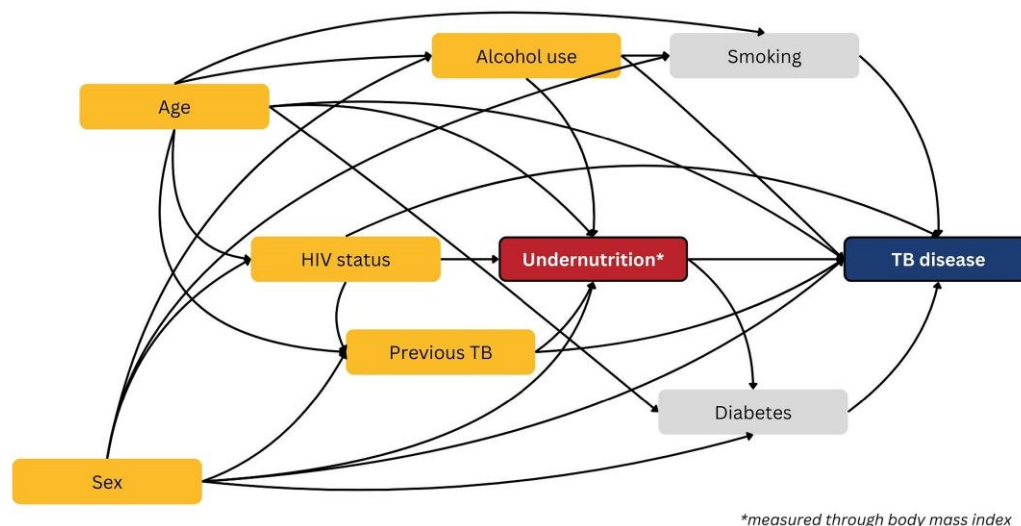 Alcohol use
Smoking
Age
HIV status
Undernutrition*
TB disease
Previous TB
Diabetes
Sex
*measured through body mass index